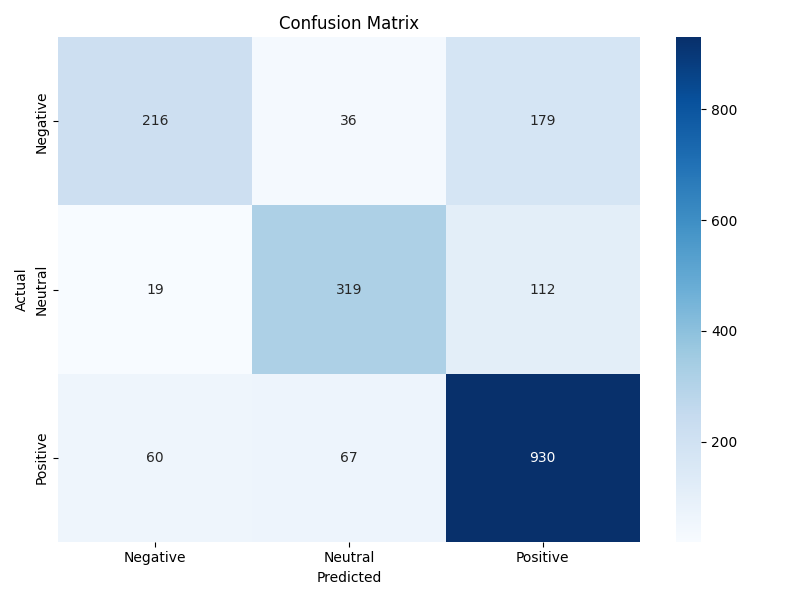 Confusion Matrix
Actual
Negative
216 36 179
Neutral
19 319 112
Positive
60 67 930
Negative Neutral Positive
Predicted
800
600
400
200